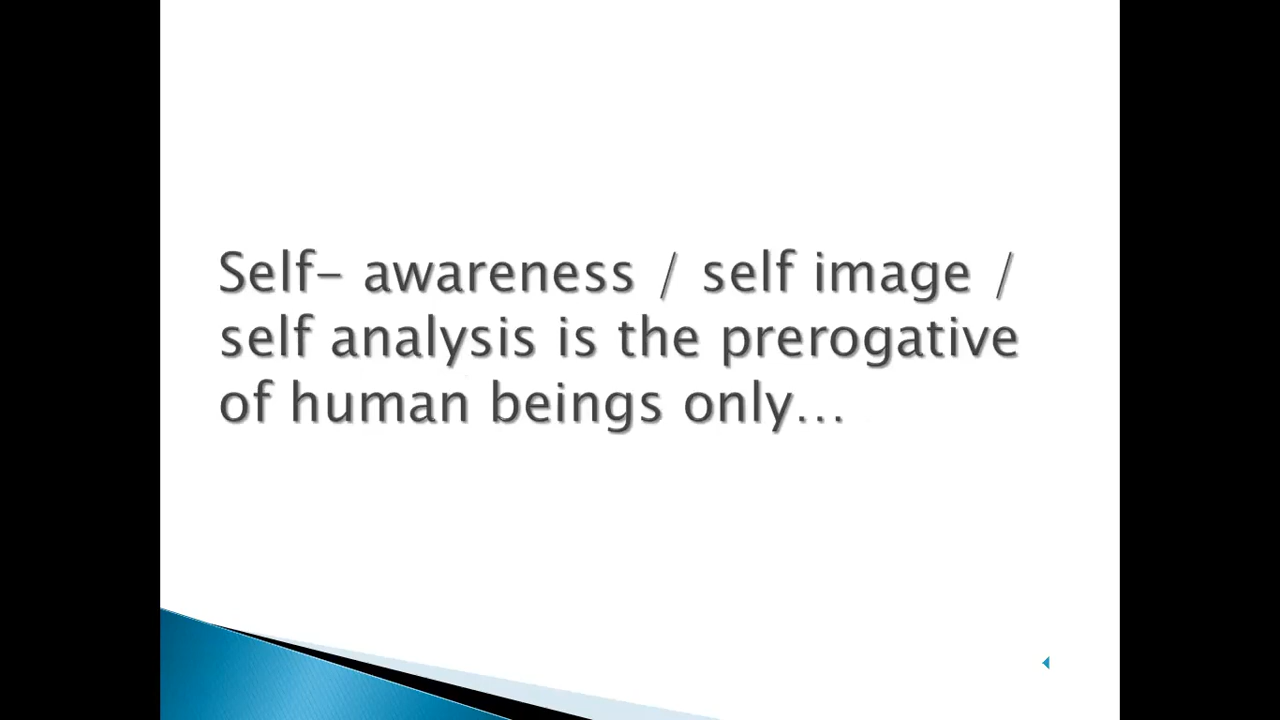 Self- awareness / self image /
self analysis is the prerogative
of human beings only...